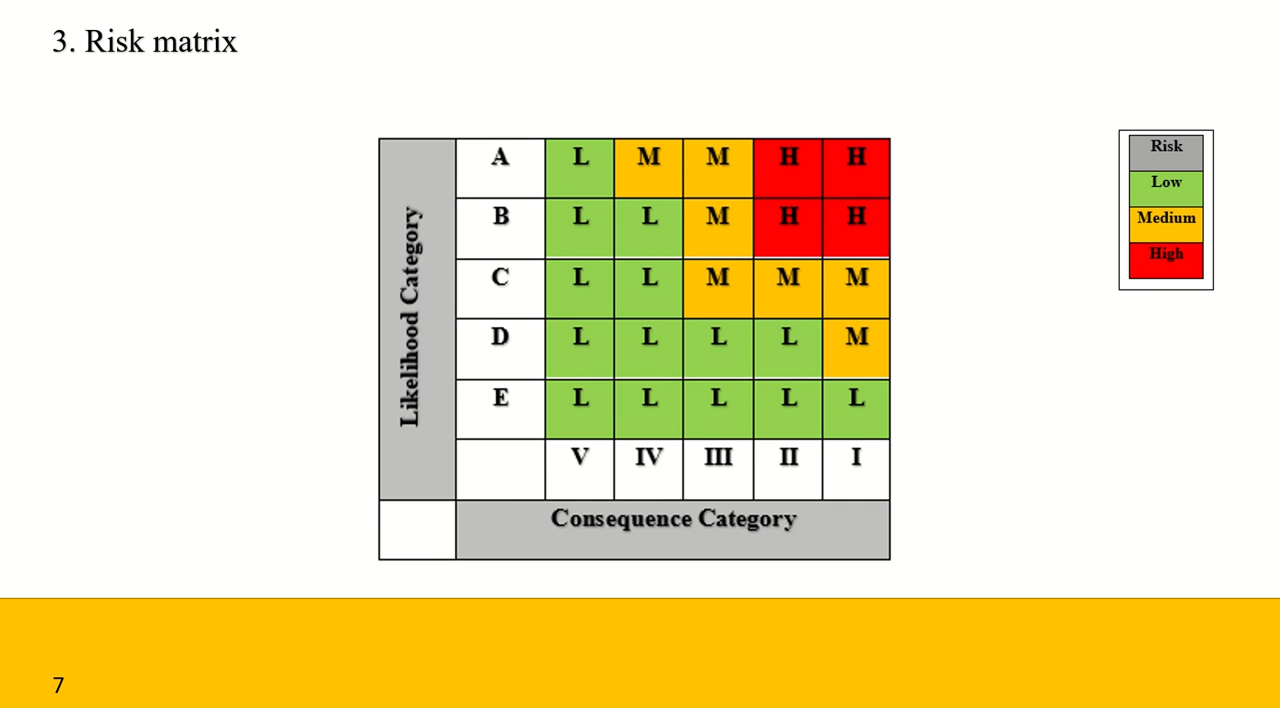 3. Risk matrix
Likelihood Category
A L M M H H
B L L M H H
C L L M M M
D L L L L M
E L L L L L
V IV III II I
Consequence Category
Risk
Low
Medium
High
7